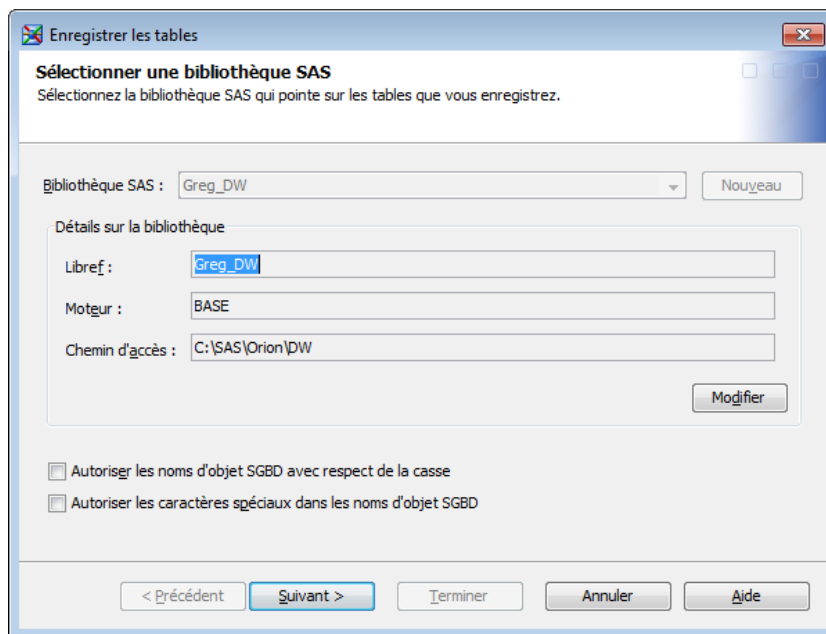 Enregistrer les tables
Sélectionner une bibliothèque SAS
Sélectionnez la bibliothèque SAS qui pointe sur les tables que vous enregistrez.
Bibliothèque SAS : Greg_DW Nouveau
Détails sur la bibliothèque
Libref : Greg_DW
Moteur : BASE
Chemin d'accès : C:\SAS\Orion\DW
Modifier
Autoriser les noms d'objet SGBD avec respect de la casse
Autoriser les caractères spéciaux dans les noms d'objet SGBD
< Précédent Suivant > Terminer Annuler Aide